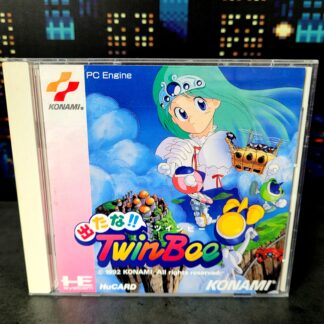 PC Engine
KONAMI®
出たな!!
ツインビー
TwinBee
© 1992 KONAMI All rights reserved.
HE
SYSTEM
HuCARD
KONAMI